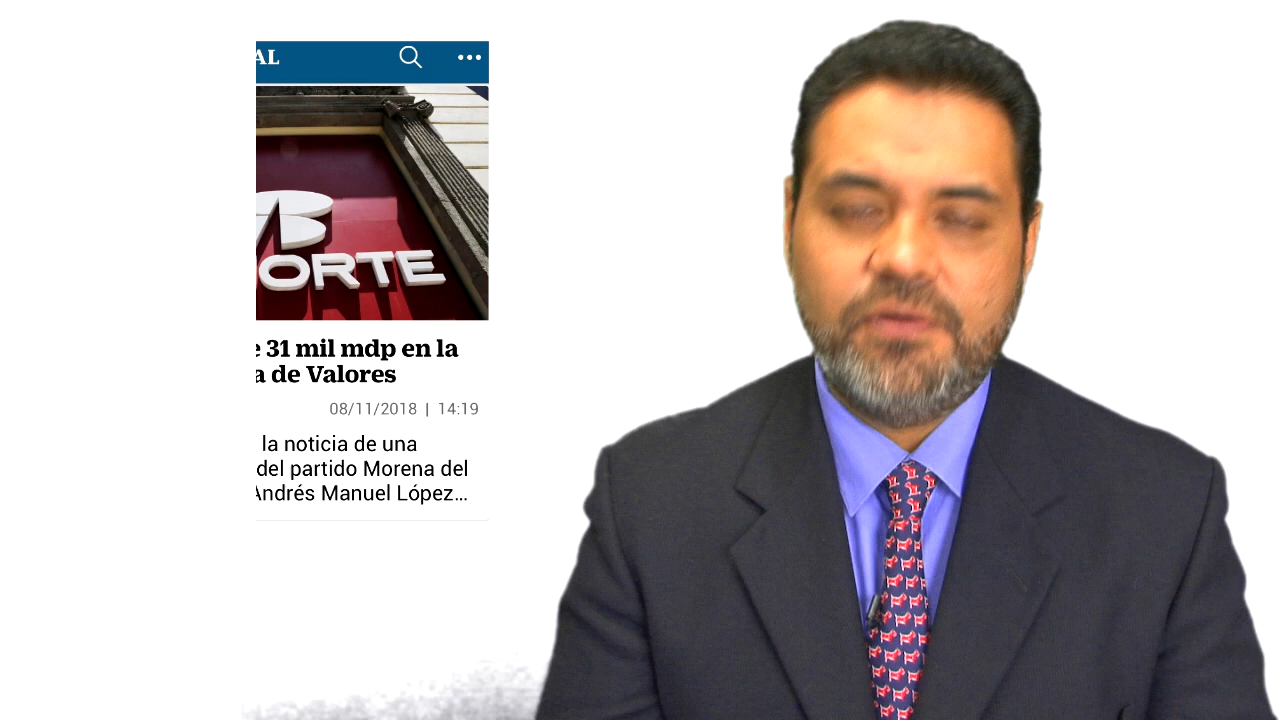 AL
ORTE
e 31 mil mdp en la
a de Valores
08/11/2018 | 14:19
la noticia de una
del partido Morena del
Andrés Manuel López...